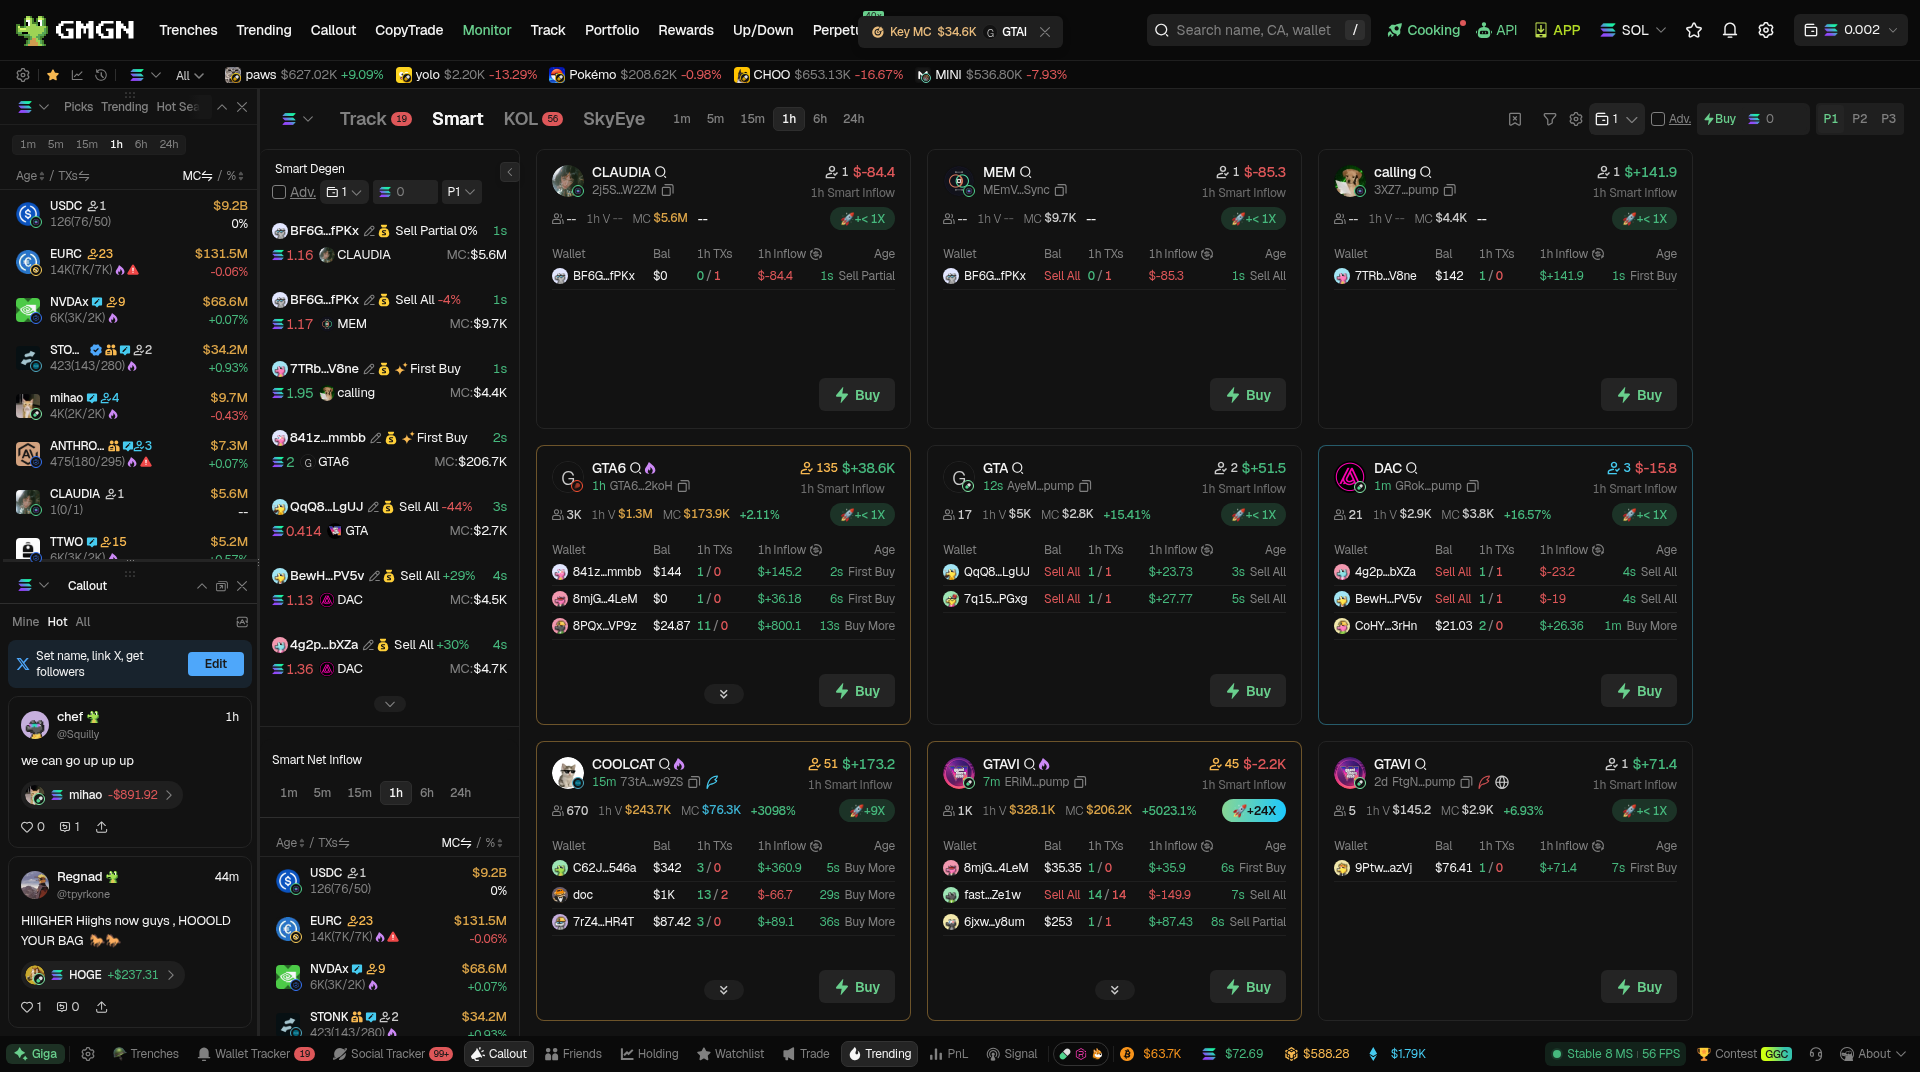 GMGN
Trenches Trending Callout CopyTrade Monitor Track Portfolio Rewards Up/Down
Key MC $34.6K G GTAI
Search name, CA, wallet /
Cooking API APP SOL 0.002
All paws $627.02K +9.09% yolo $2.20K -13.29% Pokémo $208.62K -0.98% CHOO $653.13K -16.67% MINI $536.80K -7.93%
Picks Trending Hot Sea
1m 5m 15m 1h 6h 24h
Age / TXs MC / %
USDC 1 $9.2B
126(76/50) 0%
EURC 23 $131.5M
14K(7K/7K) -0.06%
NVDAx 9 $68.6M
6K(3K/2K) +0.07%
STO... 2 $34.2M
423(143/280) +0.93%
mihao 4 $9.7M
4K(2K/2K) -0.43%
ANTHRO... 3 $7.3M
475(180/295) +0.07%
CLAUDIA 1 $5.6M
1(0/1) --
TTWO 15 $5.2M
6K(3K/2K) +0.57%
Callout
Mine Hot All
Set name, link X, get followers
Edit
chef 1h
@Squilly
we can go up up up
mihao -$891.92
0 1
Regnad 44m
@tpyrkone
HIIIGHER Hiighs now guys , HOOOLD
YOUR BAG
HOGE +$237.31
1 0
Track 19 Smart KOL 56 SkyEye 1m 5m 15m 1h 6h 24h
1 Adv. Buy 0 P1 P2 P3
Smart Degen
Adv. 1 0 P1
BF6G...fPKx Sell Partial 0% 1s
1.16 CLAUDIA MC:$5.6M
BF6G...fPKx Sell All -4% 1s
1.17 MEM MC:$9.7K
7TRb...V8ne First Buy 1s
1.95 calling MC:$4.4K
841z...mmbb First Buy 2s
2 G GTA6 MC:$206.7K
QqQ8...LgUJ Sell All -44% 3s
0.414 GTA MC:$2.7K
BewH...PV5v Sell All +29% 4s
1.13 DAC MC:$4.5K
4g2p...bXZa Sell All +30% 4s
1.36 DAC MC:$4.7K
Smart Net Inflow
1m 5m 15m 1h 6h 24h
Age / TXs MC / %
USDC 1 $9.2B
126(76/50) 0%
EURC 23 $131.5M
14K(7K/7K) -0.06%
NVDAx 9 $68.6M
6K(3K/2K) +0.07%
STONK 2 $34.2M
423(143/280) +0.93%
CLAUDIA 1 $-84.4
2j5S...W2ZM 1h Smart Inflow
-- 1h V -- MC $5.6M -- +< 1X
Wallet Bal 1h TXs 1h Inflow Age
BF6G...fPKx $0 0 / 1 $-84.4 1s Sell Partial
Buy
MEM 1 $-85.3
MEmV...Sync 1h Smart Inflow
-- 1h V -- MC $9.7K -- +< 1X
Wallet Bal 1h TXs 1h Inflow Age
BF6G...fPKx Sell All 0 / 1 $-85.3 1s Sell All
Buy
calling 1 $+141.9
3XZ7...pump 1h Smart Inflow
-- 1h V -- MC $4.4K -- +< 1X
Wallet Bal 1h TXs 1h Inflow Age
7TRb...V8ne $142 1 / 0 $+141.9 1s First Buy
Buy
G GTA6 135 $+38.6K
1h GTA6...2koH 1h Smart Inflow
3K 1h V $1.3M MC $173.9K +2.11% +< 1X
Wallet Bal 1h TXs 1h Inflow Age
841z...mmbb $144 1 / 0 $+145.2 2s First Buy
8mjG...4LeM $0 1 / 0 $+36.18 6s First Buy
8PQx...VP9z $24.87 11 / 0 $+800.1 13s Buy More
Buy
G GTA 2 $+51.5
12s AyeM...pump 1h Smart Inflow
17 1h V $5K MC $2.8K +15.41% +< 1X
Wallet Bal 1h TXs 1h Inflow Age
QqQ8...LgUJ Sell All 1 / 1 $+23.73 3s Sell All
7q15...PGxg Sell All 1 / 1 $+27.77 5s Sell All
Buy
DAC 3 $-15.8
1m GRok...pump 1h Smart Inflow
21 1h V $2.9K MC $3.8K +16.57% +< 1X
Wallet Bal 1h TXs 1h Inflow Age
4g2p...bXZa Sell All 1 / 1 $-23.2 4s Sell All
BewH...PV5v Sell All 1 / 1 $-19 4s Sell All
CoHY...3rHn $21.03 2 / 0 $+26.36 1m Buy More
Buy
COOLCAT 51 $+173.2
15m 73tA...w9ZS 1h Smart Inflow
670 1h V $243.7K MC $76.3K +3098% +9X
Wallet Bal 1h TXs 1h Inflow Age
C62J...546a $342 3 / 0 $+360.9 5s Buy More
doc $1K 13 / 2 $-66.7 29s Buy More
7rZ4...HR4T $87.42 3 / 0 $+89.1 36s Buy More
Buy
GTAVI 45 $-2.2K
7m ERiM...pump 1h Smart Inflow
1K 1h V $328.1K MC $206.2K +5023.1% +24X
Wallet Bal 1h TXs 1h Inflow Age
8mjG...4LeM $35.35 1 / 0 $+35.9 6s First Buy
fast...Ze1w Sell All 14 / 14 $-149.9 7s Sell All
6jxw...y8um $253 1 / 1 $+87.43 8s Sell Partial
Buy
GTAVI 1 $+71.4
2d FtgN...pump 1h Smart Inflow
5 1h V $145.2 MC $2.9K +6.93% +< 1X
Wallet Bal 1h TXs 1h Inflow Age
9Ptw...azVj $76.41 1 / 0 $+71.4 7s First Buy
Buy
Giga Trenches Wallet Tracker 19 Social Tracker 99+ Callout Friends Holding Watchlist Trade Trending PnL Signal $63.7K $72.69 $588.28 $1.79K Stable 8 MS 56 FPS Contest GGC About